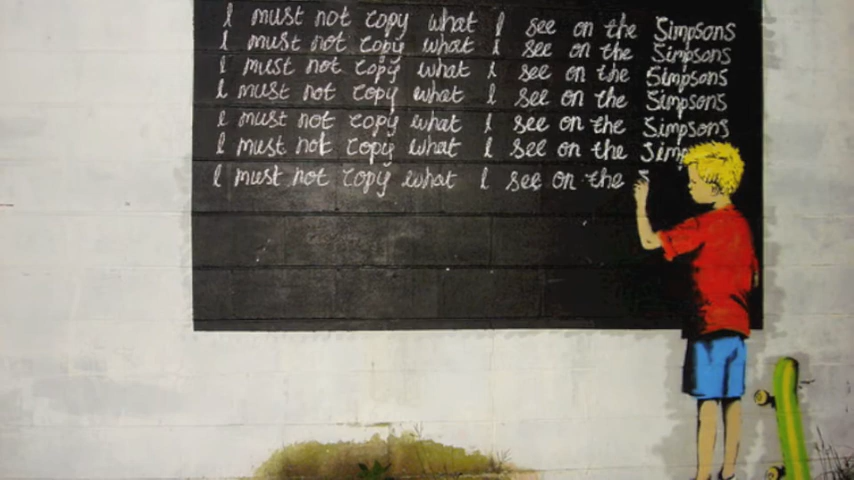 I must not copy what I see on the Simpsons
I must not copy what I see on the Simpsons
I must not copy what I see on the Simpsons
I must not copy what I see on the Simpsons
I must not copy what I see on the Simpsons
I must not copy what I see on the Simp
I must not copy what I see on the S